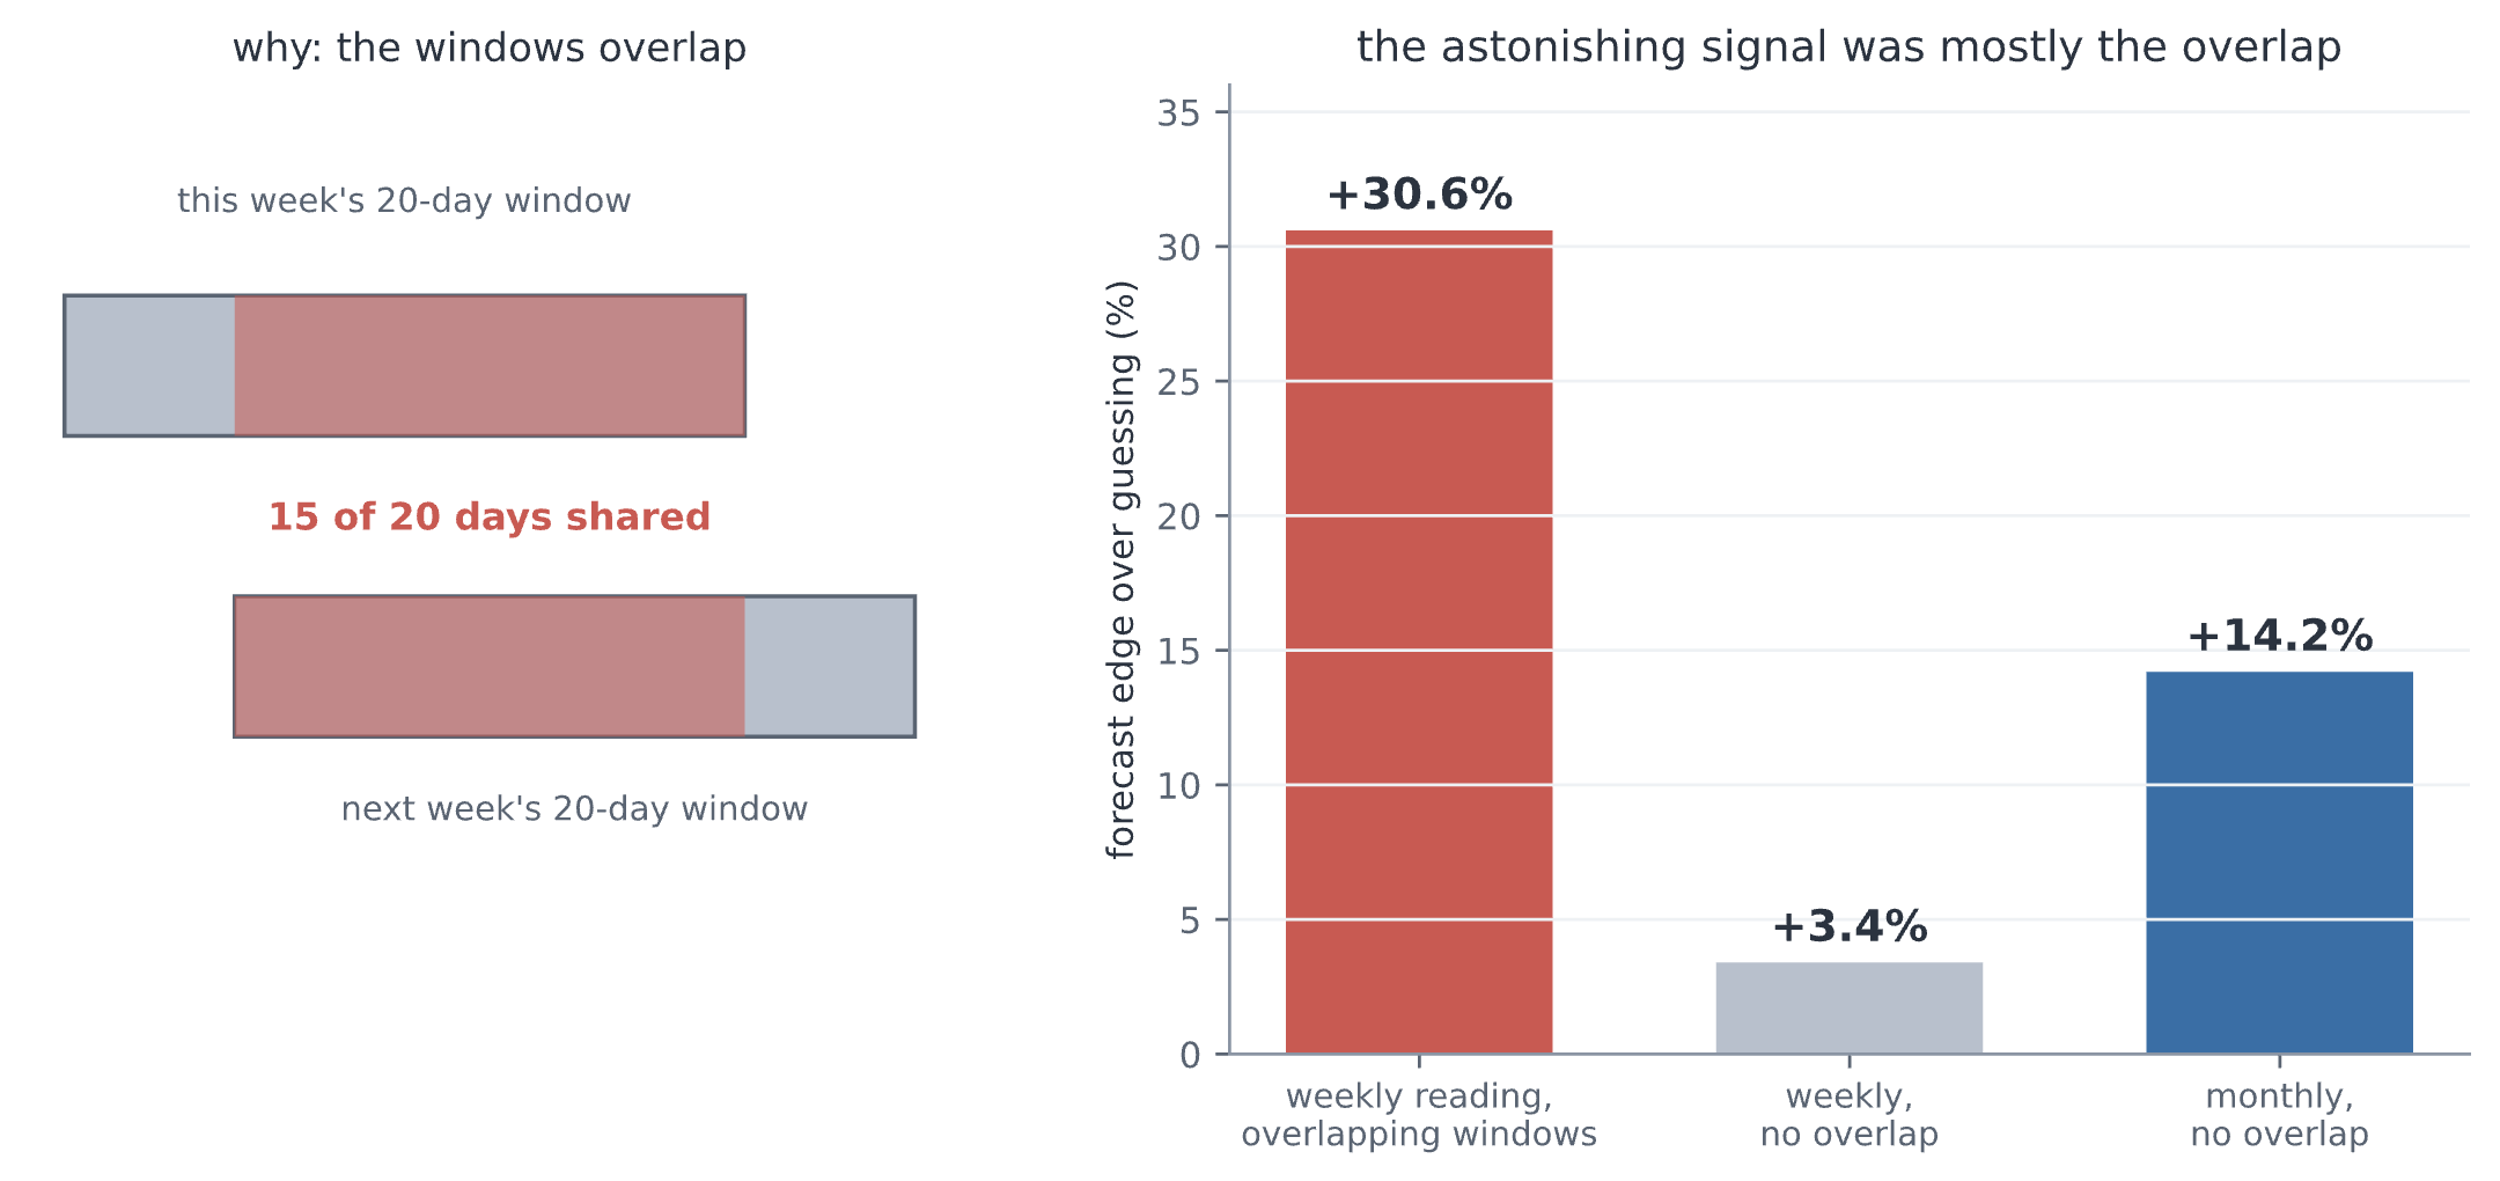 why: the windows overlap
this week's 20-day window
15 of 20 days shared
next week's 20-day window
the astonishing signal was mostly the overlap
forecast edge over guessing (%)
35
30
25
20
15
10
5
0
+30.6%
+3.4%
+14.2%
weekly reading,
overlapping windows
weekly,
no overlap
monthly,
no overlap